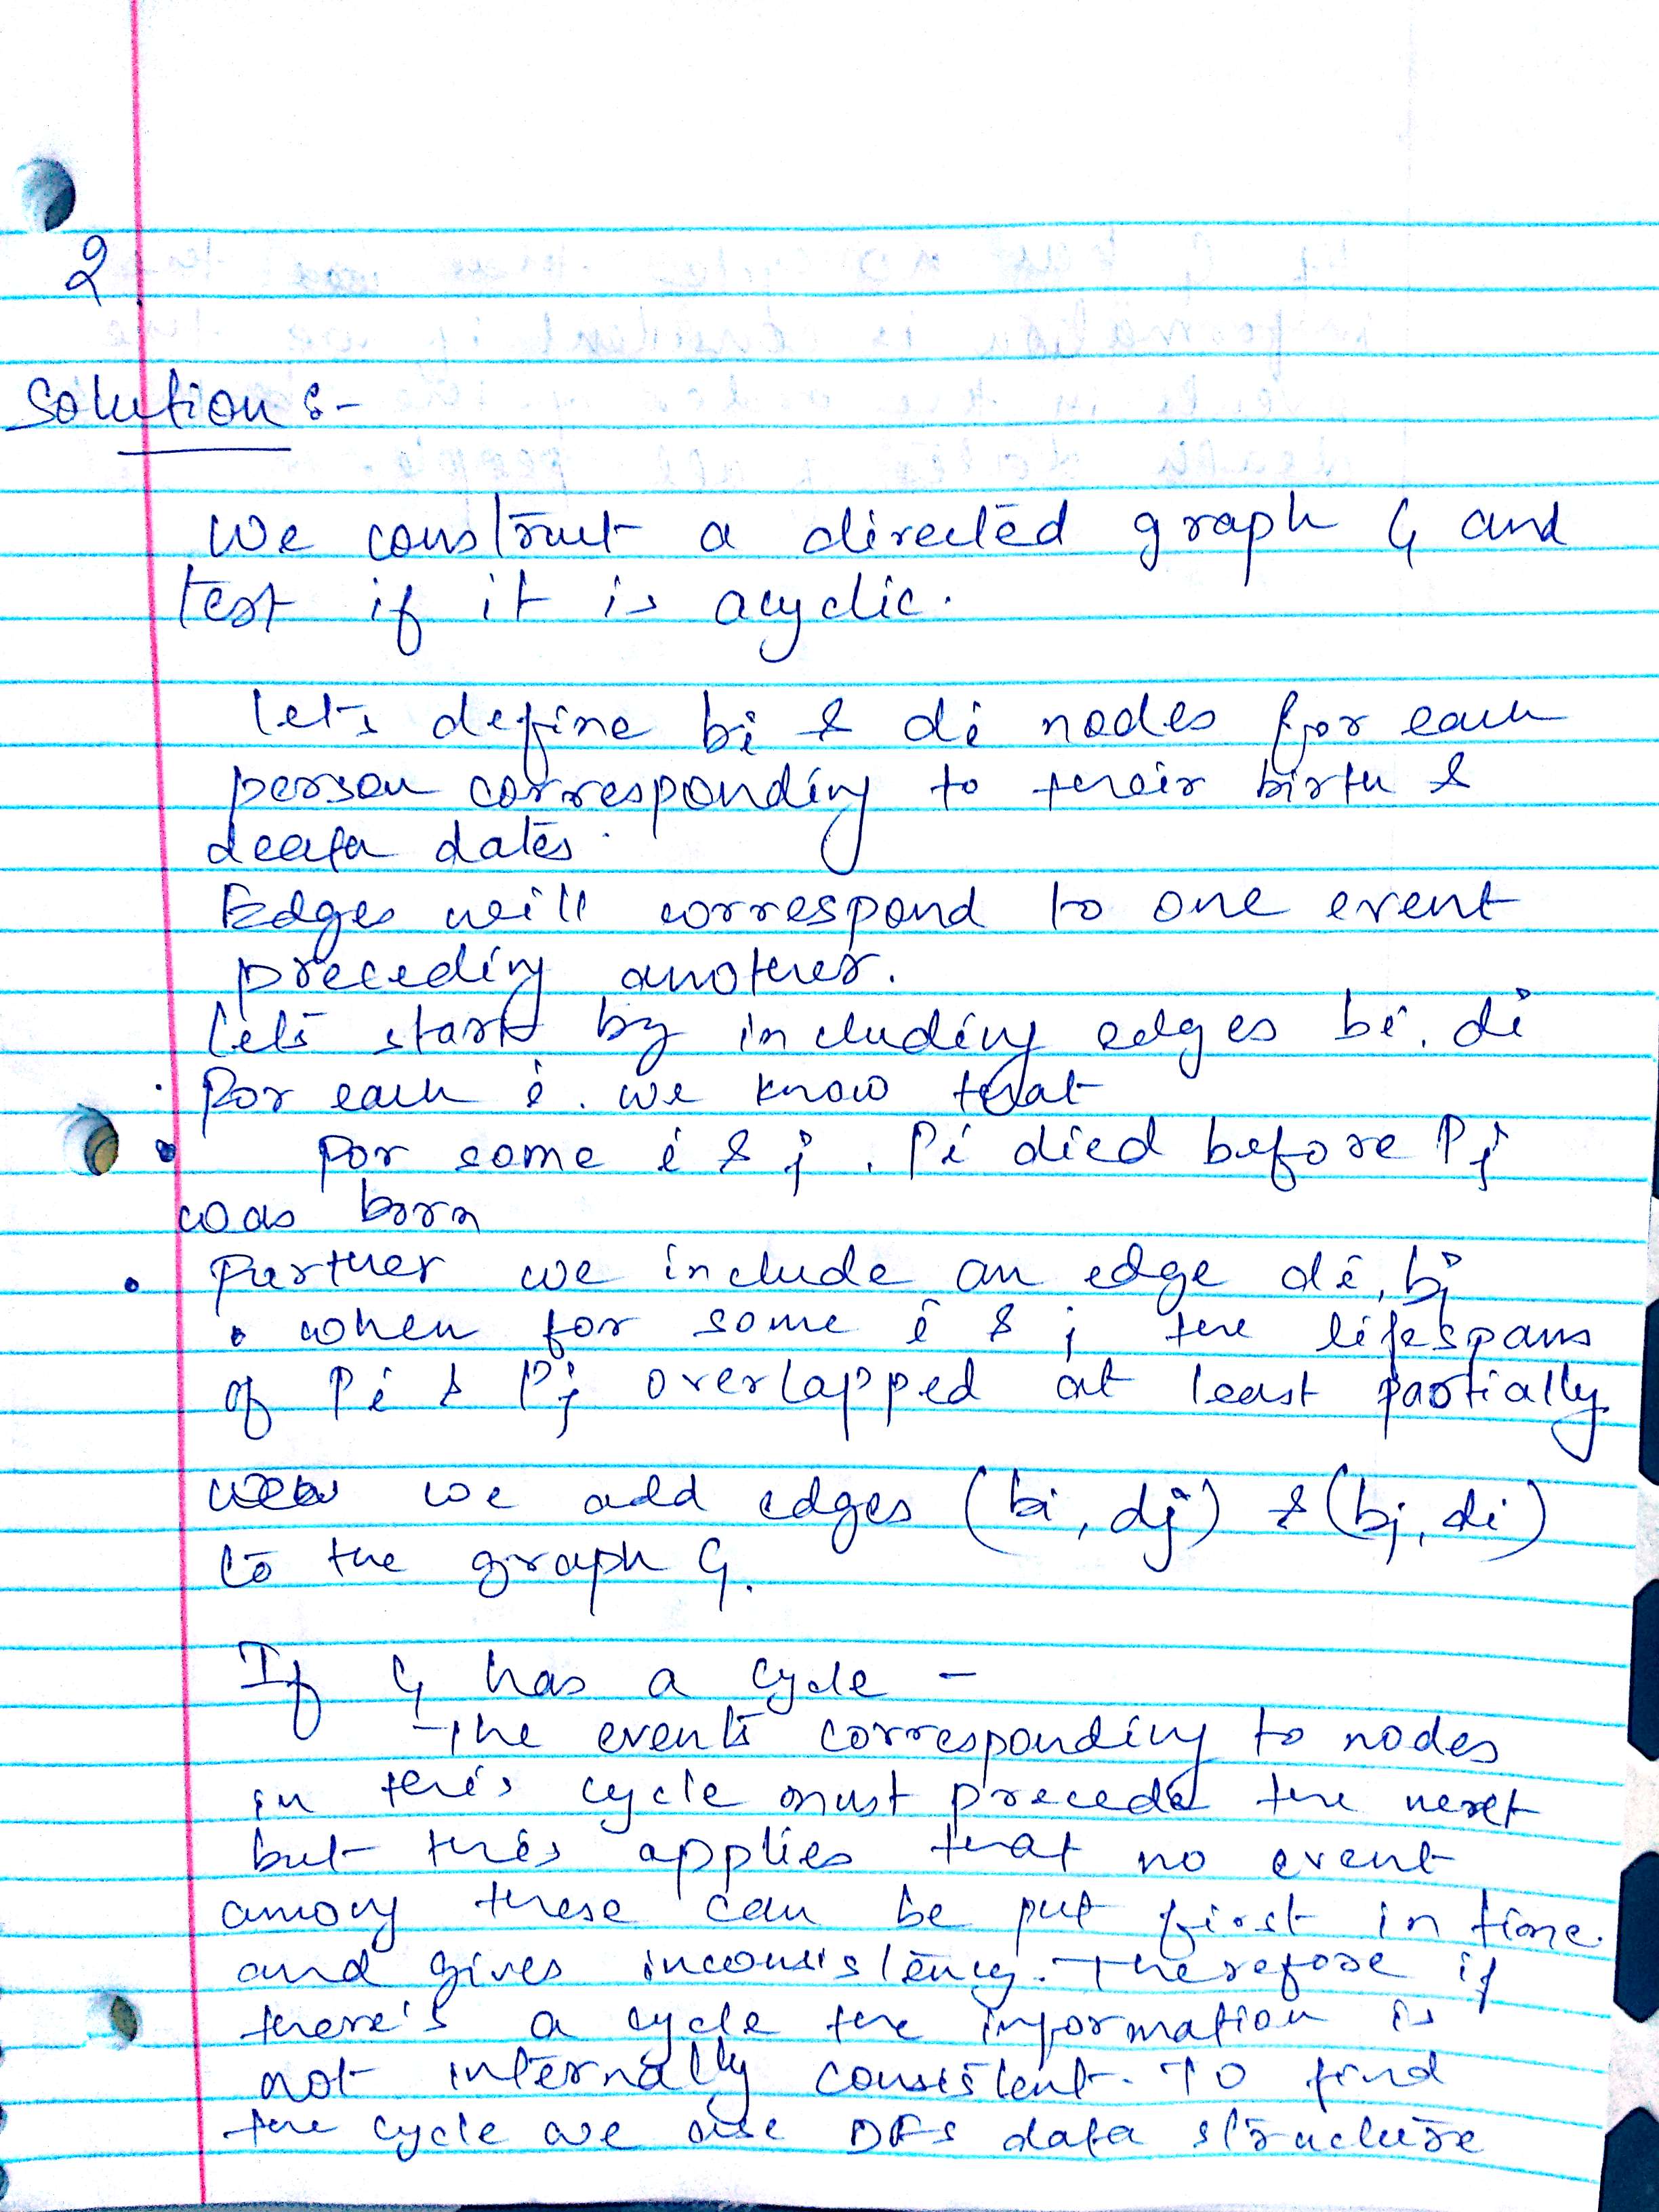 2.
Solution :-
We construct a directed graph G and
test if it is acyclic.
lets define bi & di nodes for each
person corresponding to their birth &
death dates.
Edges will correspond to one event
preceding another.
lets start by including edges bi, di
for each i. we know that
• for some i & j, Pi died before Pj
was born
• Further we include an edge di, bj
• when for some i & j the lifespans
of Pi & Pj overlapped at least partially
we add edges (bi, dj) & (bj, di)
to the graph G.
If G has a cycle -
The events corresponding to nodes
in this cycle must precede the next
but this applies that no event
among these can be put first in time.
and gives inconsistency. Therefore if
there's a cycle the information is
not internally consistent. To find
the cycle we use DFS data structure